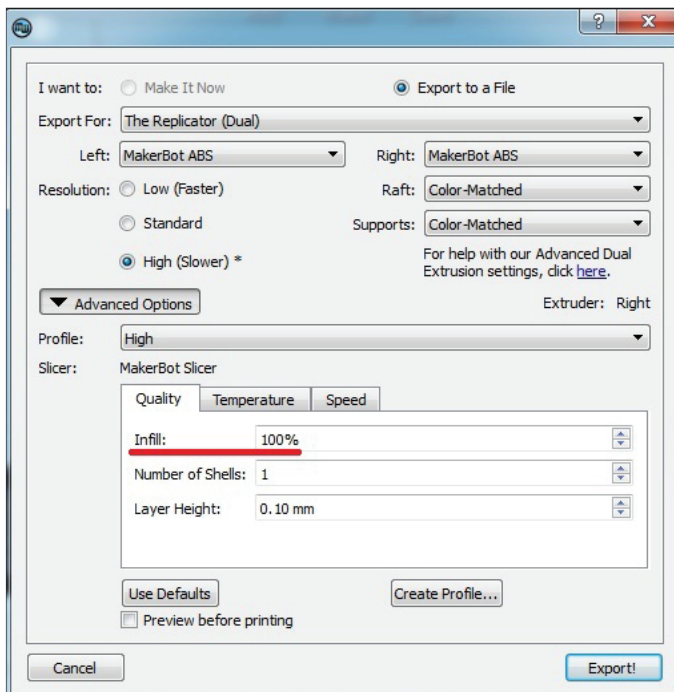 I want to: Make It Now Export to a File
Export For: The Replicator (Dual)
Left: MakerBot ABS Right: MakerBot ABS
Resolution: Low (Faster) Raft: Color-Matched
Standard Supports: Color-Matched
High (Slower) * For help with our Advanced Dual
Extrusion settings, click here.
Advanced Options Extruder: Right
Profile: High
Slicer: MakerBot Slicer
Quality Temperature Speed
Infill: 100%
Number of Shells: 1
Layer Height: 0.10 mm
Use Defaults Create Profile...
Preview before printing
Cancel Export!